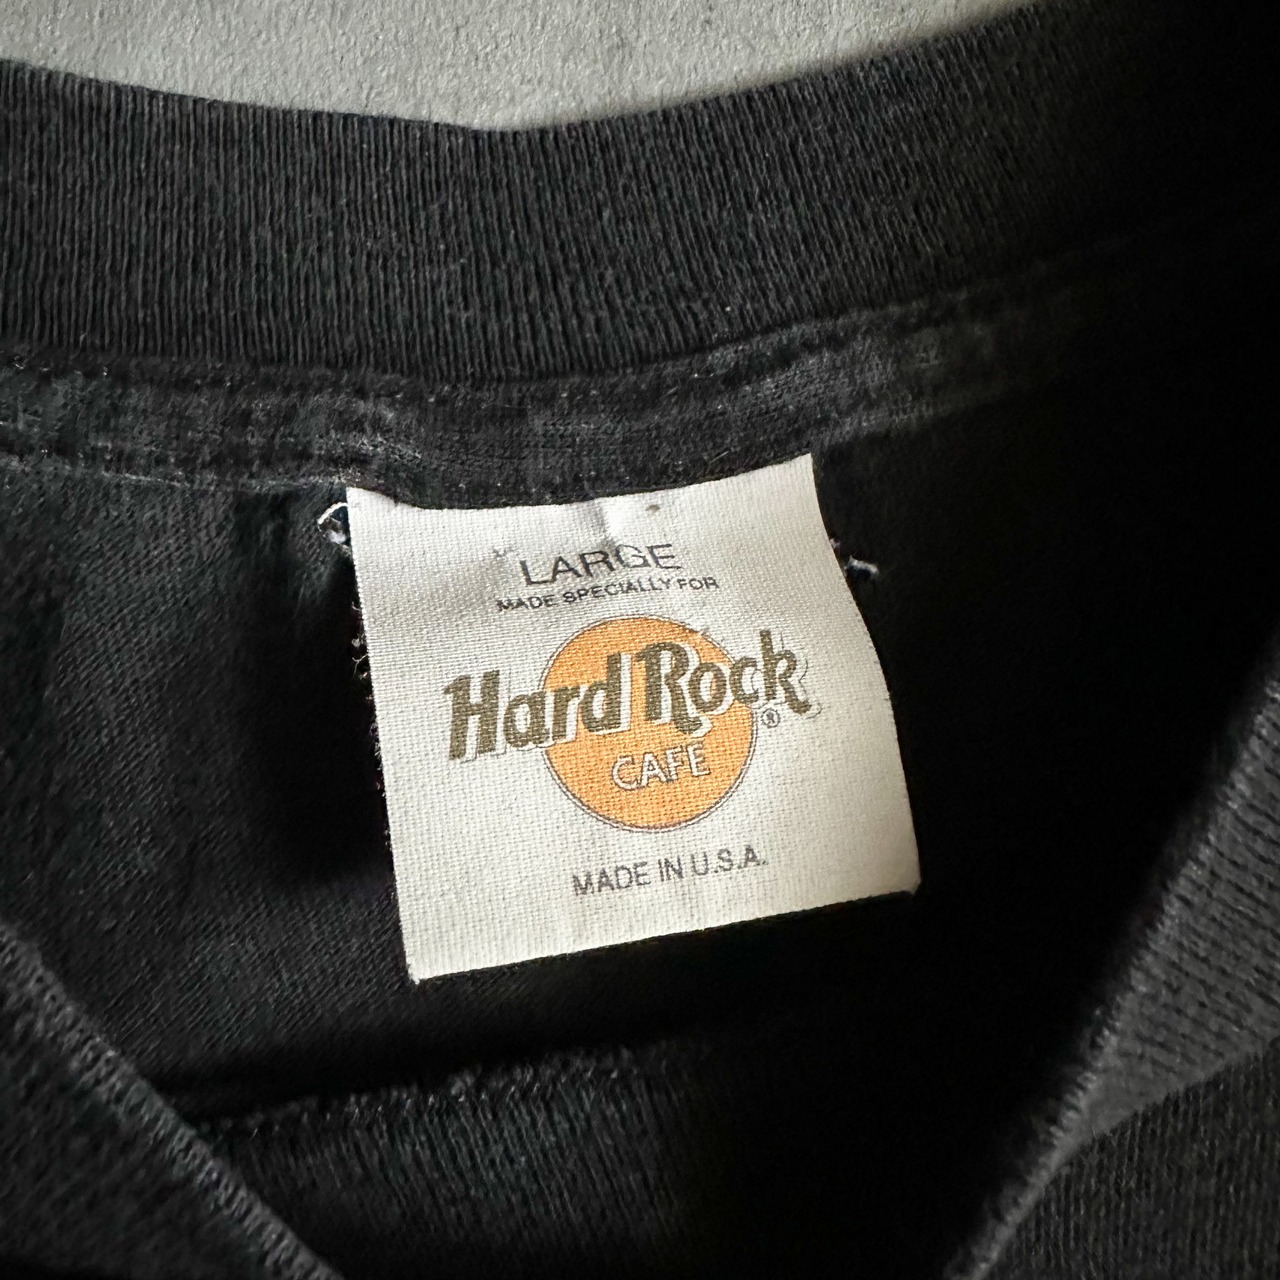 LARGE
MADE SPECIALLY FOR
Hard Rock ®
CAFE
MADE IN U.S.A.